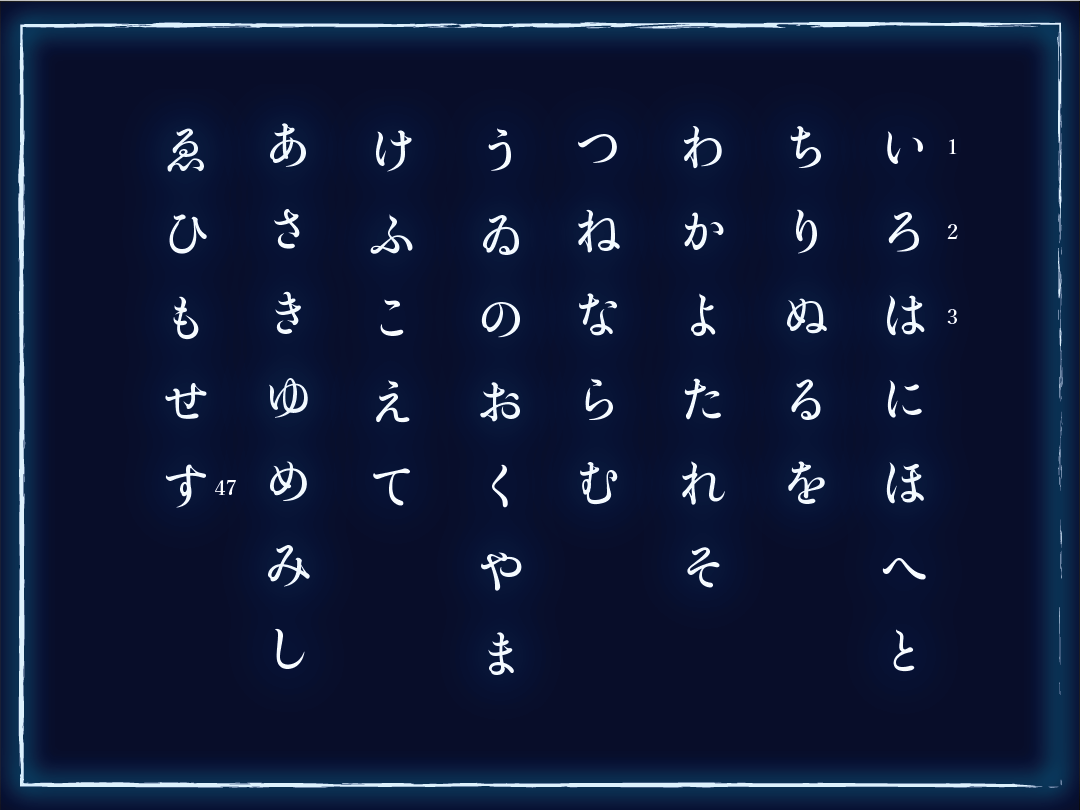 いろはにほへと
ちりぬるを
わかよたれそ
つねならむ
うゐのおくやま
けふこえて
あさきゆめみし
ゑひもせす
1
2
3
47